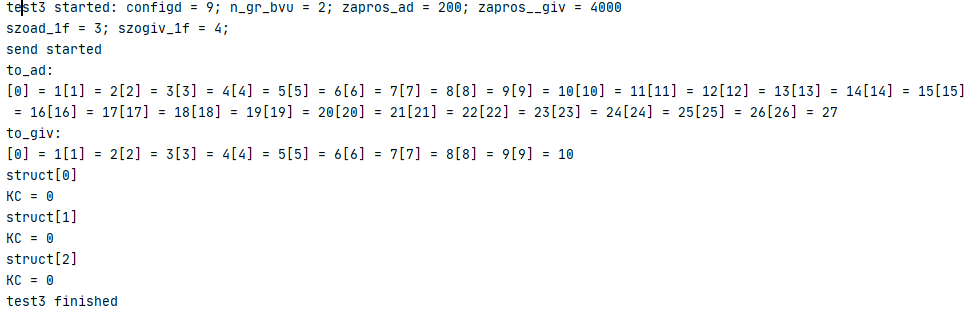 test3 started: configd = 9; n_gr_bvu = 2; zapros_ad = 200; zapros__giv = 4000
szoad_1f = 3; szogiv_1f = 4;
send started
to_ad:
[0] = 1[1] = 2[2] = 3[3] = 4[4] = 5[5] = 6[6] = 7[7] = 8[8] = 9[9] = 10[10] = 11[11] = 12[12] = 13[13] = 14[14] = 15[15]
 = 16[16] = 17[17] = 18[18] = 19[19] = 20[20] = 21[21] = 22[22] = 23[23] = 24[24] = 25[25] = 26[26] = 27
to_giv:
[0] = 1[1] = 2[2] = 3[3] = 4[4] = 5[5] = 6[6] = 7[7] = 8[8] = 9[9] = 10
struct[0]
КС = 0
struct[1]
КС = 0
struct[2]
КС = 0
test3 finished